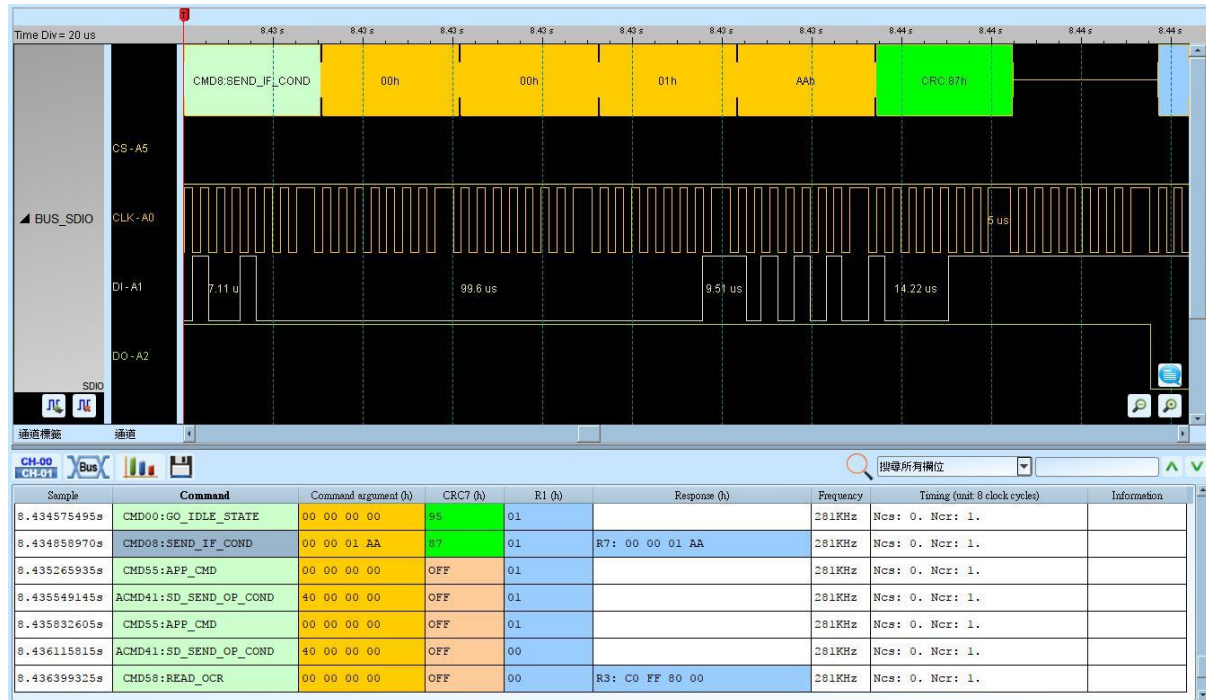 Time Div = 20 us
8.43 s 8.43 s 8.43 s 8.43 s 8.43 s 8.43 s 8.43 s 8.44 s 8.44 s 8.44 s 8.44 s
CMD8:SEND_IF_COND 00h 00h 01h AAh CRC:87h
CS - A5
BUS_SDIO CLK - A0 5 us
DI - A1 7.11 u 99.6 us 9.51 us 14.22 us
DO - A2
SDIO
通道標籤 通道
CH-00
CH-01
Bus
搜尋所有欄位
Sample Command Command argument (h) CRC7 (h) R1 (h) Response (h) Frequency Timing (unit: 8 clock cycles) Information
8.434575495s CMD00:GO_IDLE_STATE 00 00 00 00 95 01 281KHz Ncs: 0. Ncr: 1.
8.434858970s CMD08:SEND_IF_COND 00 00 01 AA 87 01 R7: 00 00 01 AA 281KHz Ncs: 0. Ncr: 1.
8.435265935s CMD55:APP_CMD 00 00 00 00 OFF 01 281KHz Ncs: 0. Ncr: 1.
8.435549145s ACMD41:SD_SEND_OP_COND 40 00 00 00 OFF 01 281KHz Ncs: 0. Ncr: 1.
8.435832605s CMD55:APP_CMD 00 00 00 00 OFF 01 281KHz Ncs: 0. Ncr: 1.
8.436115815s ACMD41:SD_SEND_OP_COND 40 00 00 00 OFF 00 281KHz Ncs: 0. Ncr: 1.
8.436399325s CMD58:READ_OCR 00 00 00 00 OFF 00 R3: C0 FF 80 00 281KHz Ncs: 0. Ncr: 1.